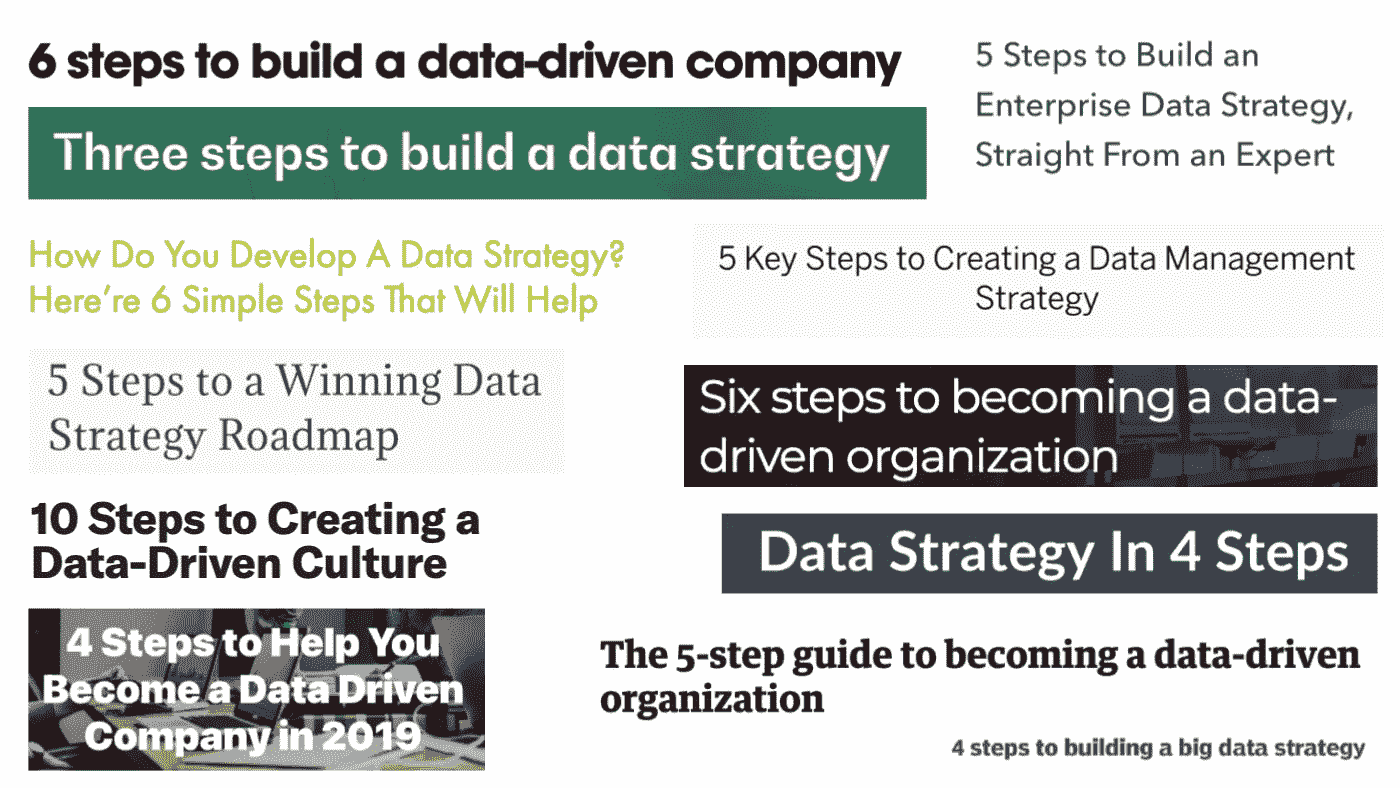 6 steps to build a data-driven company
Three steps to build a data strategy
5 Steps to Build an
Enterprise Data Strategy,
Straight From an Expert
How Do You Develop A Data Strategy?
Here’re 6 Simple Steps That Will Help
5 Key Steps to Creating a Data Management
Strategy
5 Steps to a Winning Data
Strategy Roadmap
Six steps to becoming a data-
driven organization
10 Steps to Creating a
Data-Driven Culture
Data Strategy In 4 Steps
4 Steps to Help You
Become a Data Driven
Company in 2019
The 5-step guide to becoming a data-driven
organization
4 steps to building a big data strategy